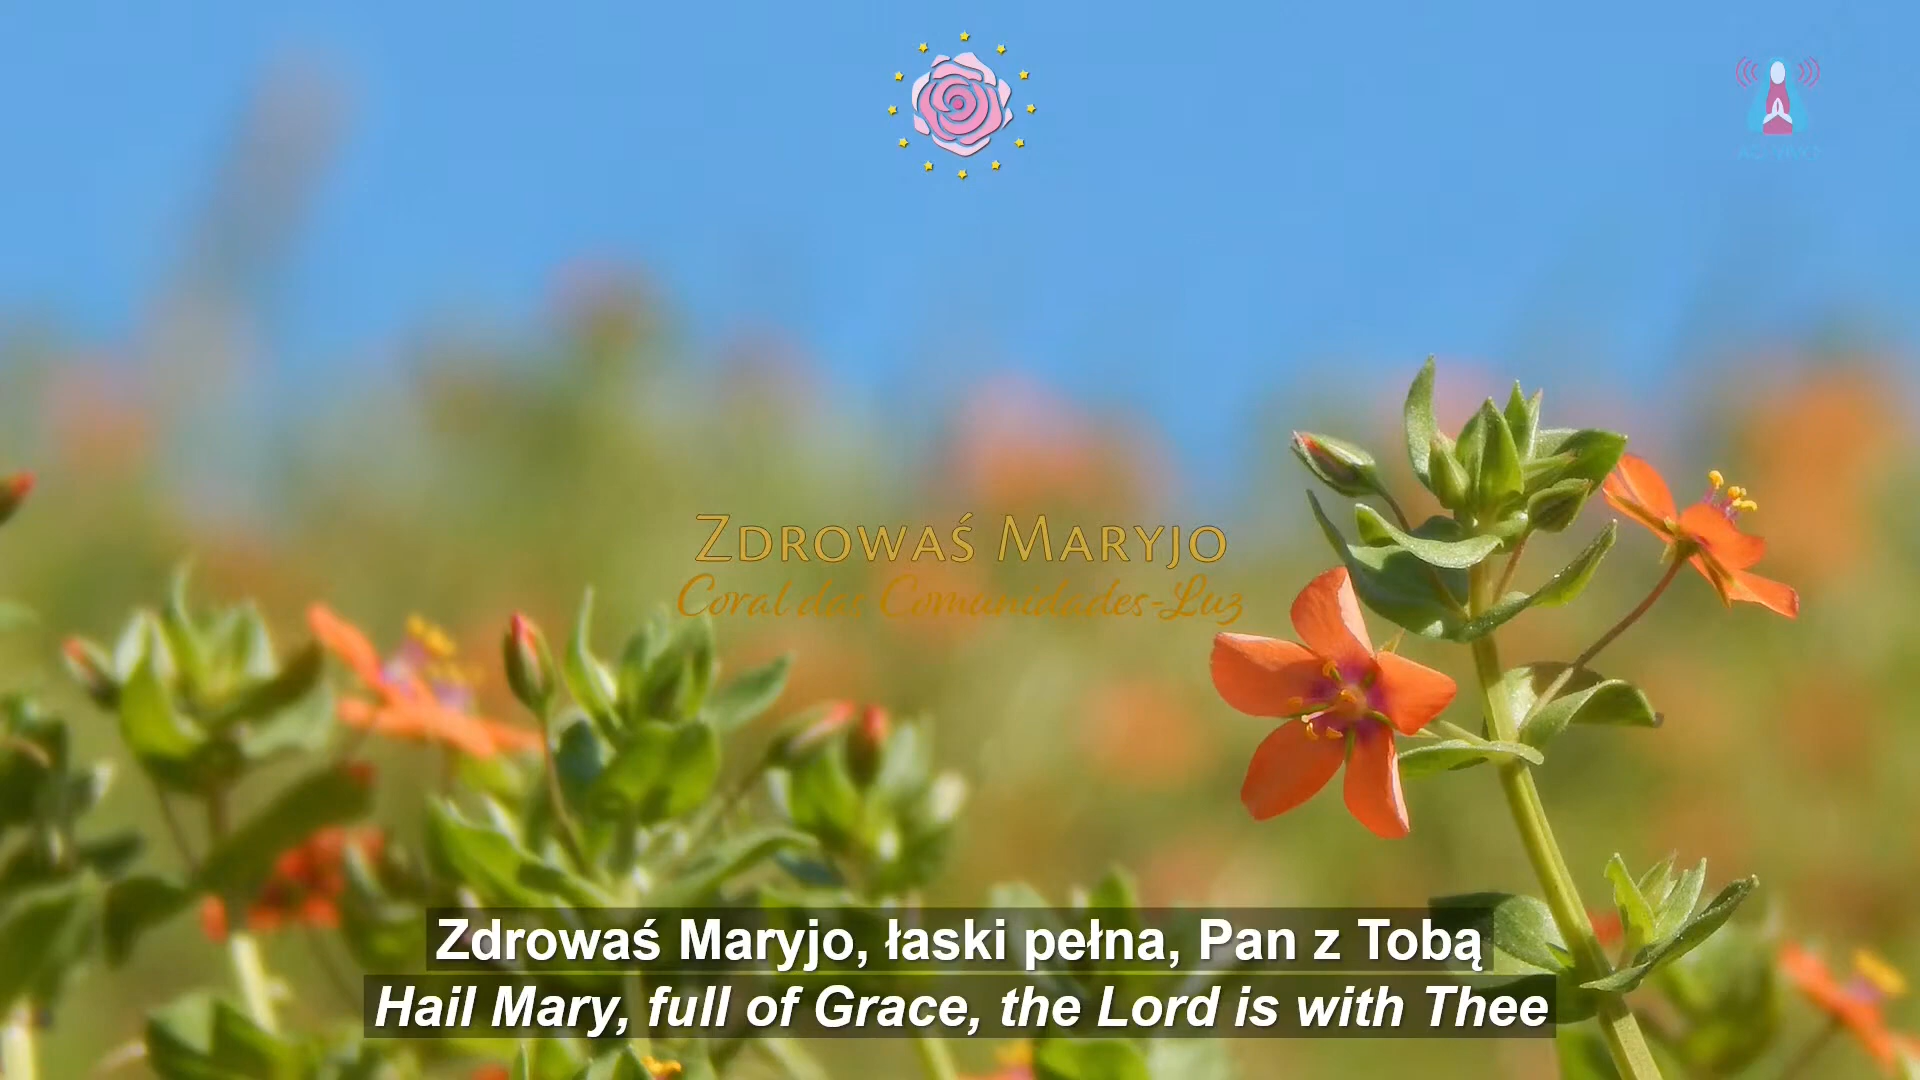 Zdrowaś Maryjo
Coral das Comunidades-Luz
Zdrowaś Maryjo, łaski pełna, Pan z Tobą
Hail Mary, full of Grace, the Lord is with Thee